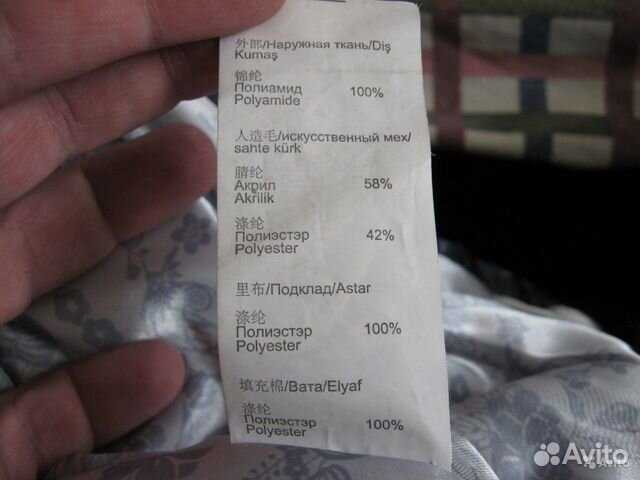 外部/Наружная ткань/Diş
Kumaş
锦纶
Полиамид 100%
Polyamide
人造毛/искусственный мех/
sahte kürk
腈纶
Акрил 58%
Akrilik
涤纶
Полиэстэр 42%
Polyester
里布/Подклад/Astar
涤纶
Полиэстэр 100%
Polyester
填充棉/Вата/Elyaf
涤纶
Полиэстэр 100%
Polyester
Avito
Avito